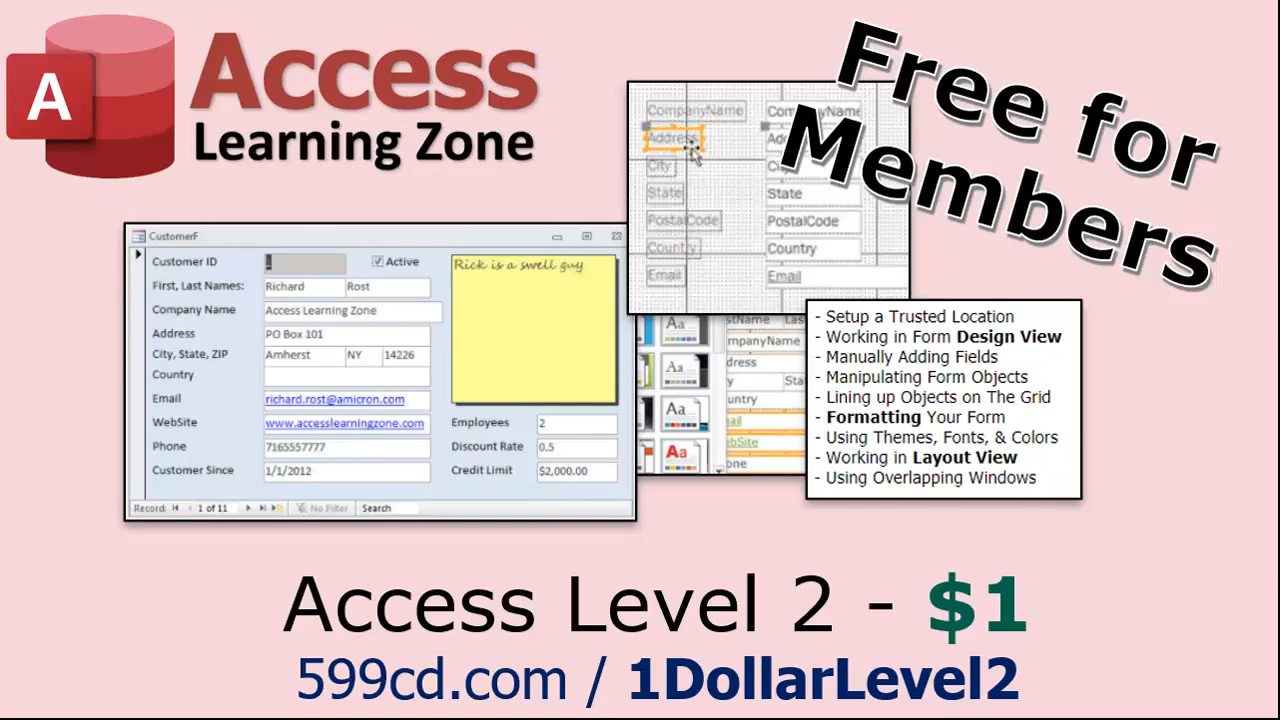 A
Access
Learning Zone
Free for
Members
CompanyName CompanyName
Address
City
State State
PostalCode PostalCode
Country Country
Email Email
CustomerF
Customer ID Active
First, Last Names: Richard Rost
Company Name Access Learning Zone
Address PO Box 101
City, State, ZIP Amherst NY 14226
Country
Email richard.rost@amicron.com
WebSite www.accesslearningzone.com
Phone 7165557777
Customer Since 1/1/2012
Rick is a swell guy
Employees 2
Discount Rate 0.5
Credit Limit $2,000.00
Record: 1 of 11 No Filter Search
Aa
Aa
Aa
Aa
- Setup a Trusted Location
- Working in Form Design View
- Manually Adding Fields
- Manipulating Form Objects
- Lining up Objects on The Grid
- Formatting Your Form
- Using Themes, Fonts, & Colors
- Working in Layout View
- Using Overlapping Windows
Access Level 2 - $1
599cd.com / 1DollarLevel2